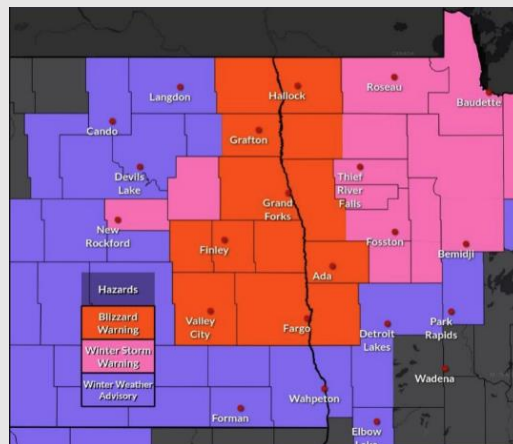 Langdon
Hallock
Roseau
Baudette
Cando
Grafton
Devils
Lake
Thief
River
Falls
Grand
Forks
New
Rockford
Fosston
Finley
Bemidji
Ada
Hazards
Blizzard
Warning
Winter Storm
Warning
Winter Weather
Advisory
Valley
City
Fargo
Detroit
Lakes
Park
Rapids
Wadena
Wahpeton
Forman
Elbow
Lake